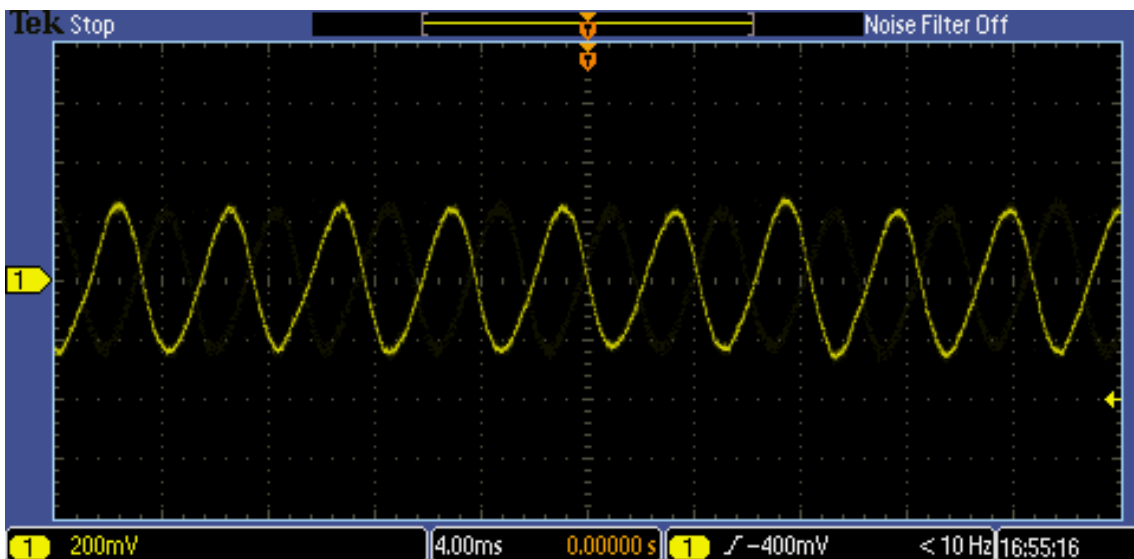 Tek Stop Noise Filter Off
T
T
1
1 200mV 4.00ms 0.00000 s 1 ʃ -400mV < 10 Hz 16:55:16